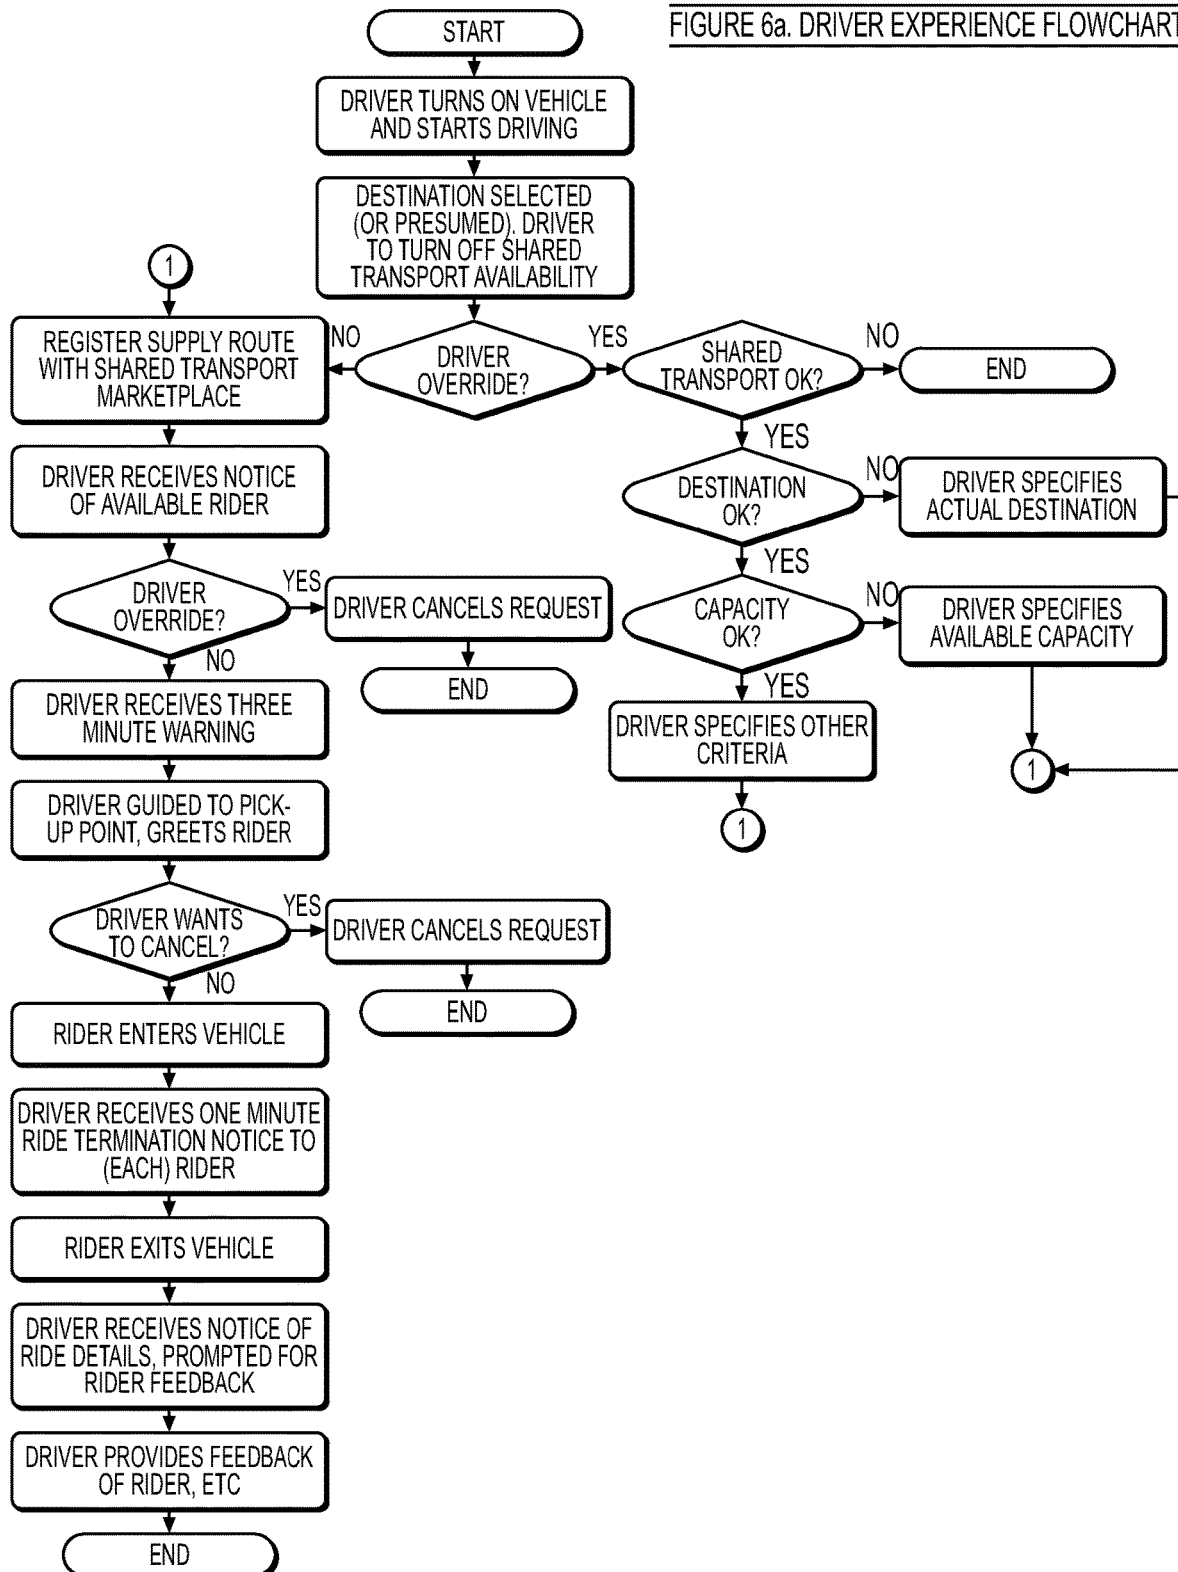 FIGURE 6a. DRIVER EXPERIENCE FLOWCHART
START
DRIVER TURNS ON VEHICLE
AND STARTS DRIVING
DESTINATION SELECTED
(OR PRESUMED). DRIVER
TO TURN OFF SHARED
TRANSPORT AVAILABILITY
1
REGISTER SUPPLY ROUTE
WITH SHARED TRANSPORT
MARKETPLACE
NO
DRIVER
OVERRIDE?
YES
SHARED
TRANSPORT OK?
NO
END
YES
DRIVER RECEIVES NOTICE
OF AVAILABLE RIDER
DESTINATION
OK?
NO
DRIVER SPECIFIES
ACTUAL DESTINATION
YES
DRIVER
OVERRIDE?
YES
DRIVER CANCELS REQUEST
END
NO
CAPACITY
OK?
NO
DRIVER SPECIFIES
AVAILABLE CAPACITY
YES
DRIVER SPECIFIES OTHER
CRITERIA
1
1
DRIVER RECEIVES THREE
MINUTE WARNING
DRIVER GUIDED TO PICK-
UP POINT, GREETS RIDER
DRIVER WANTS
TO CANCEL?
YES
DRIVER CANCELS REQUEST
END
NO
RIDER ENTERS VEHICLE
DRIVER RECEIVES ONE MINUTE
RIDE TERMINATION NOTICE TO
(EACH) RIDER
RIDER EXITS VEHICLE
DRIVER RECEIVES NOTICE OF
RIDE DETAILS, PROMPTED FOR
RIDER FEEDBACK
DRIVER PROVIDES FEEDBACK
OF RIDER, ETC
END